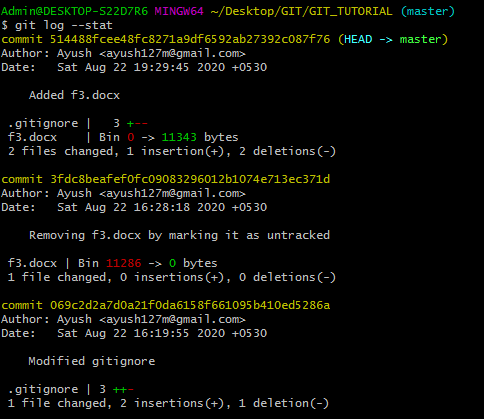 Admin@DESKTOP-S22D7R6 MINGW64 ~/Desktop/GIT/GIT_TUTORIAL (master)
$ git log --stat
commit 514488fcee48fc8271a9df6592ab27392c087f76 (HEAD -> master)
Author: Ayush <ayush127m@gmail.com>
Date:   Sat Aug 22 19:29:45 2020 +0530
    Added f3.docx
 .gitignore |   3 +--
 f3.docx    | Bin 0 -> 11343 bytes
 2 files changed, 1 insertion(+), 2 deletions(-)
commit 3fdc8beafef0fc09083296012b1074e713ec371d
Author: Ayush <ayush127m@gmail.com>
Date:   Sat Aug 22 16:28:18 2020 +0530
    Removing f3.docx by marking it as untracked
 f3.docx | Bin 11286 -> 0 bytes
 1 file changed, 0 insertions(+), 0 deletions(-)
commit 069c2d2a7d0a21f0da6158f661095b410ed5286a
Author: Ayush <ayush127m@gmail.com>
Date:   Sat Aug 22 16:19:55 2020 +0530
    Modified gitignore
 .gitignore | 3 ++-
 1 file changed, 2 insertions(+), 1 deletion(-)